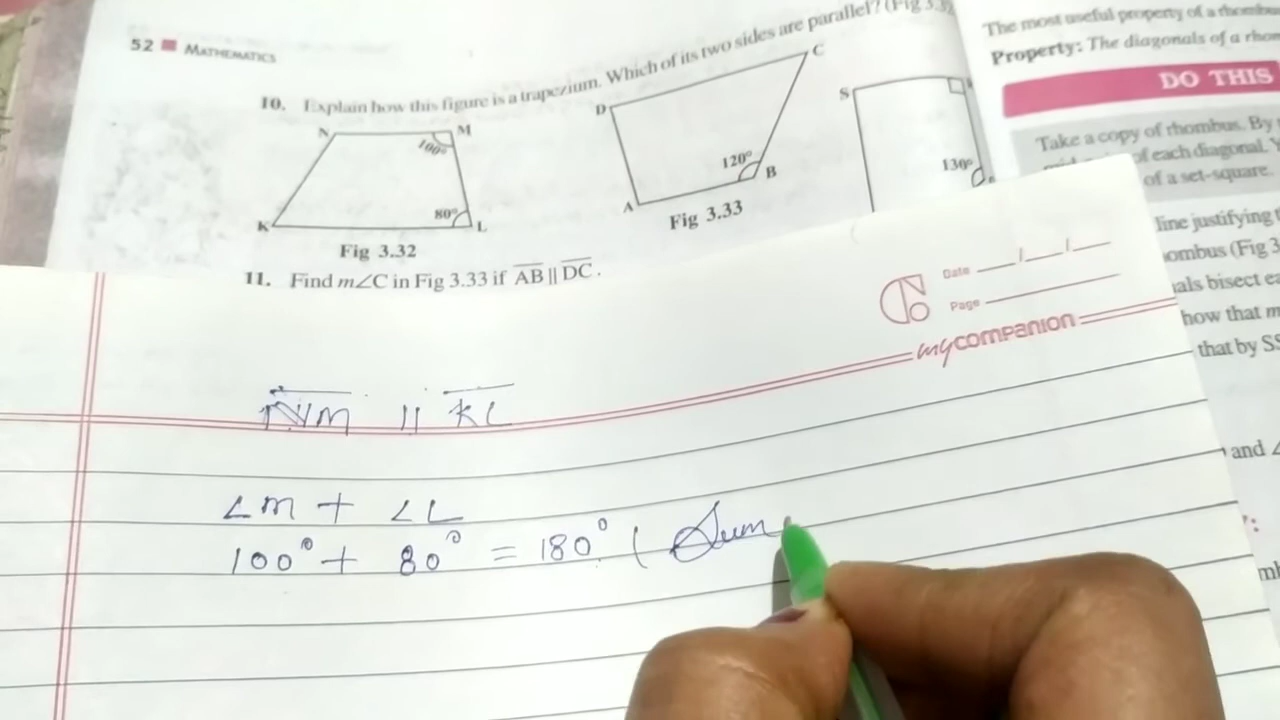 52 MATHEMATICS
10. Explain how this figure is a trapezium. Which of its two sides are parallel? (Fig 3.32)
N M
100°
80°
K L
Fig 3.32
D C
120°
A B
Fig 3.33
S
130°
11. Find m∠C in Fig 3.33 if AB || DC.
The most useful property of a rhombus
Property: The diagonals of a rhom
DO THIS
Take a copy of rhombus. By
of each diagonal.
of a set-square.
line justifying
ombus (Fig 3
als bisect ea
how that m
that by SS
and ∠
Date
Page
mycompanion
NM || KL
∠M + ∠L
100° + 80° = 180° ( Sum